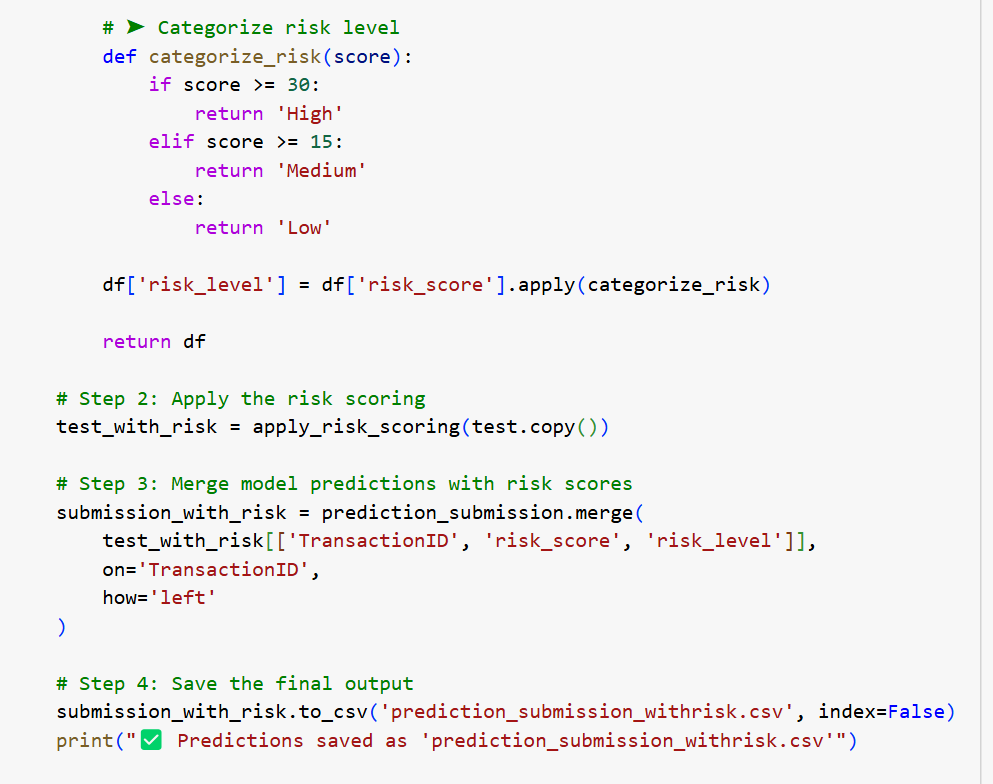 # ➤ Categorize risk level
    def categorize_risk(score):
        if score >= 30:
            return 'High'
        elif score >= 15:
            return 'Medium'
        else:
            return 'Low'

    df['risk_level'] = df['risk_score'].apply(categorize_risk)

    return df

# Step 2: Apply the risk scoring
test_with_risk = apply_risk_scoring(test.copy())

# Step 3: Merge model predictions with risk scores
submission_with_risk = prediction_submission.merge(
    test_with_risk[['TransactionID', 'risk_score', 'risk_level']],
    on='TransactionID',
    how='left'
)

# Step 4: Save the final output
submission_with_risk.to_csv('prediction_submission_withrisk.csv', index=False)
print("✅ Predictions saved as 'prediction_submission_withrisk.csv'")